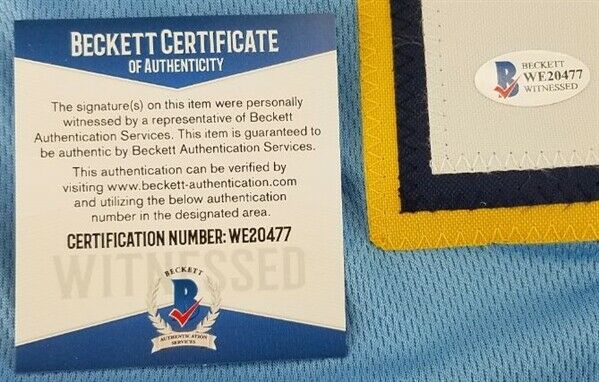 BECKETT CERTIFICATE
OF AUTHENTICITY
The signature(s) on this item were personally
witnessed by a representative of Beckett
Authentication Services. This item is guaranteed to
be authentic by Beckett Authentication Services.
This authentication can be verified by
visiting www.beckett-authentication.com
and utilizing the below authentication
number in the designated area.
CERTIFICATION NUMBER: WE20477
WITNESSED
BECKETT
B
AUTHENTICATION
SERVICES
B
BECKETT
WE20477
WITNESSED